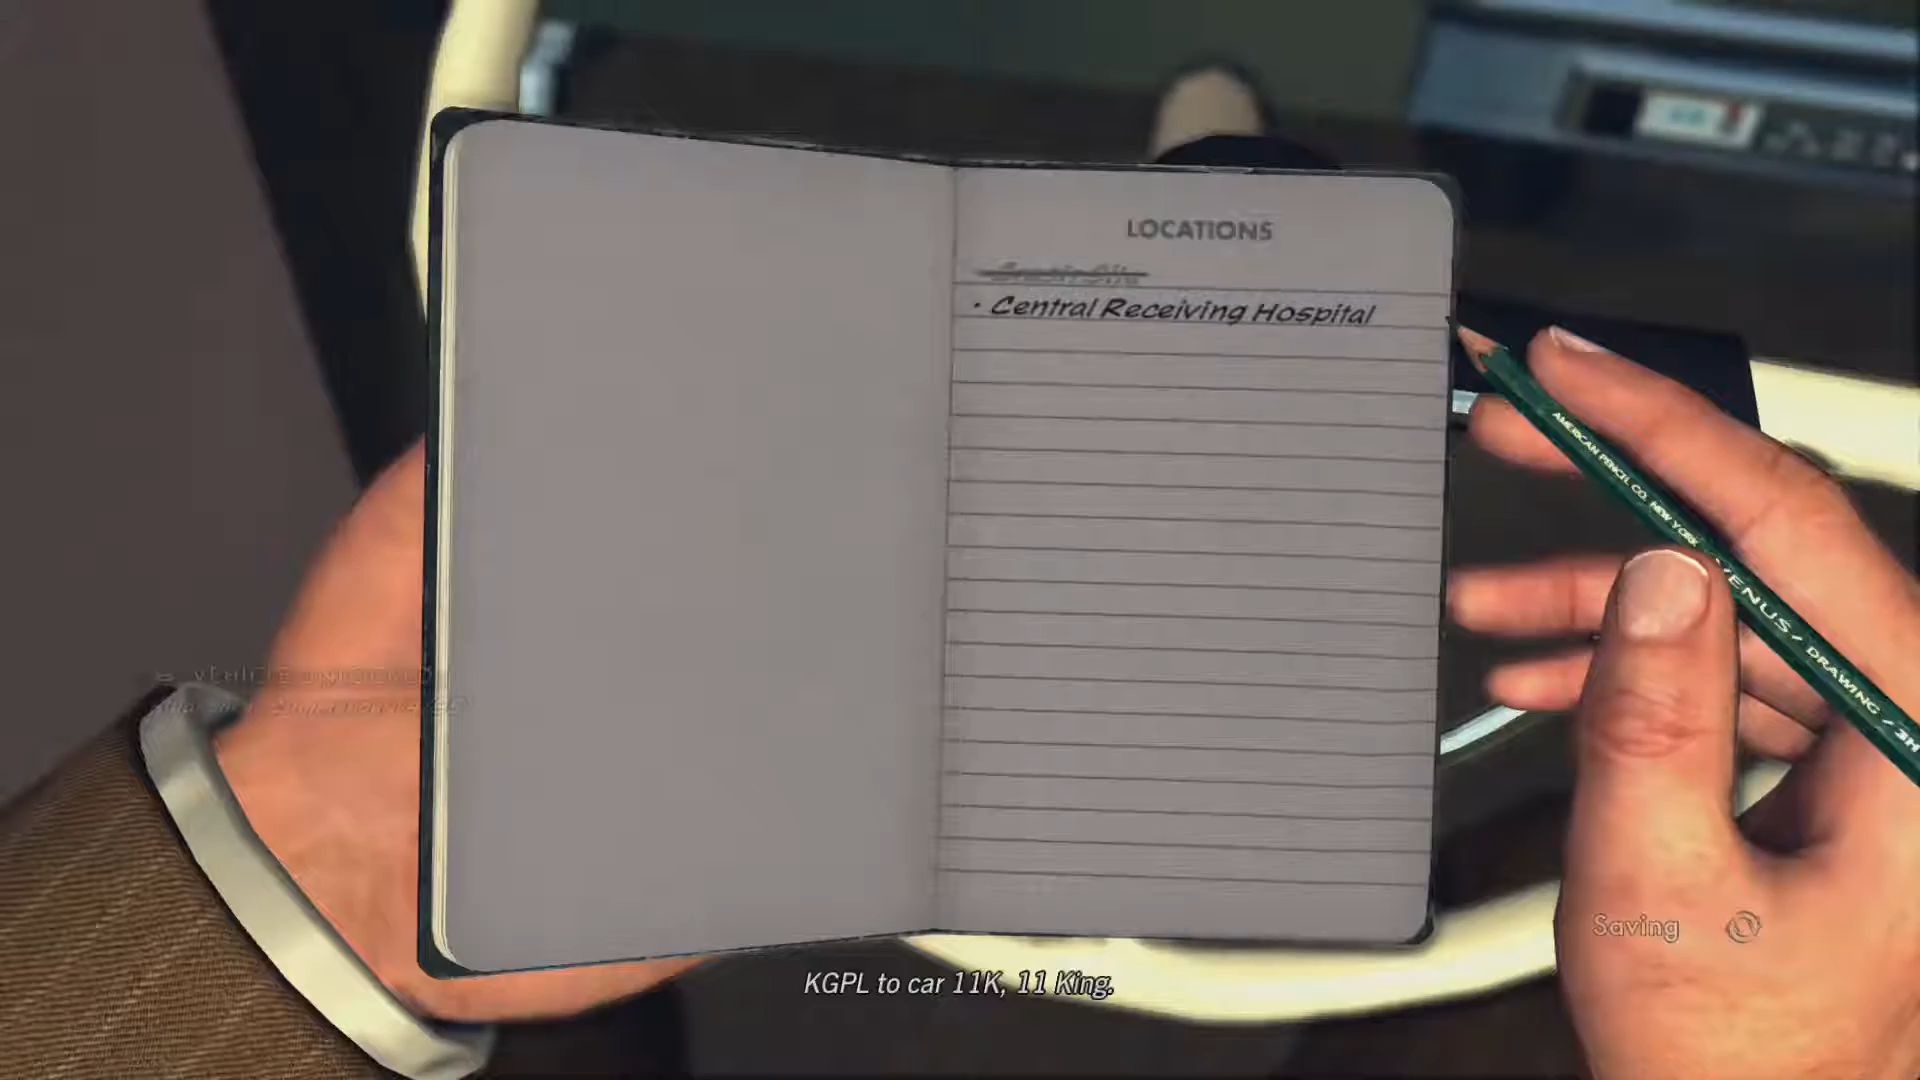 LOCATIONS
• Central Receiving Hospital
AMERICAN PENCIL CO. NEW YORK VENUS / DRAWING / 3H
Saving
KGPL to car 11K, 11 King.